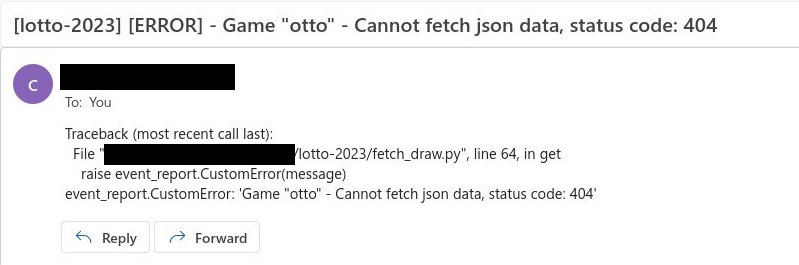 [lotto-2023] [ERROR] - Game "otto" - Cannot fetch json data, status code: 404
C
To: You
Traceback (most recent call last):
File "/lotto-2023/fetch_draw.py", line 64, in get
raise event_report.CustomError(message)
event_report.CustomError: 'Game "otto" - Cannot fetch json data, status code: 404'
Reply Forward